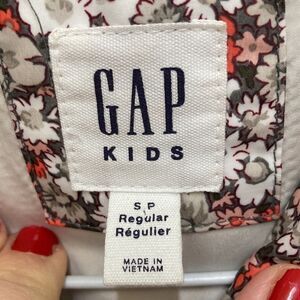 GAP
KIDS
S P
Regular
Régulier
MADE IN
VIETNAM